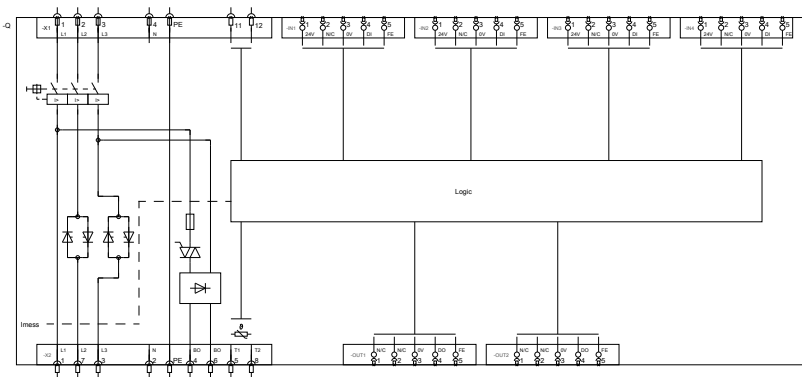 -Q
1 2 3 4 PE 11 12
-X1 L1 L2 L3 N
1 2 3 4 5
-IN1 24V N/C 0V DI FE
1 2 3 4 5
-IN2 24V N/C 0V DI FE
1 2 3 4 5
-IN3 24V N/C 0V DI FE
1 2 3 4 5
-IN4 24V N/C 0V DI FE
I> I> I>
Logic
Imess
ϑ
-X2 L1 L2 L3 N BO BO T1 T2
1 7 3 2 PE 4 6 5 8
-OUT1 N/C N/C 0V DO FE
1 2 3 4 5
-OUT2 N/C N/C 0V DO FE
1 2 3 4 5